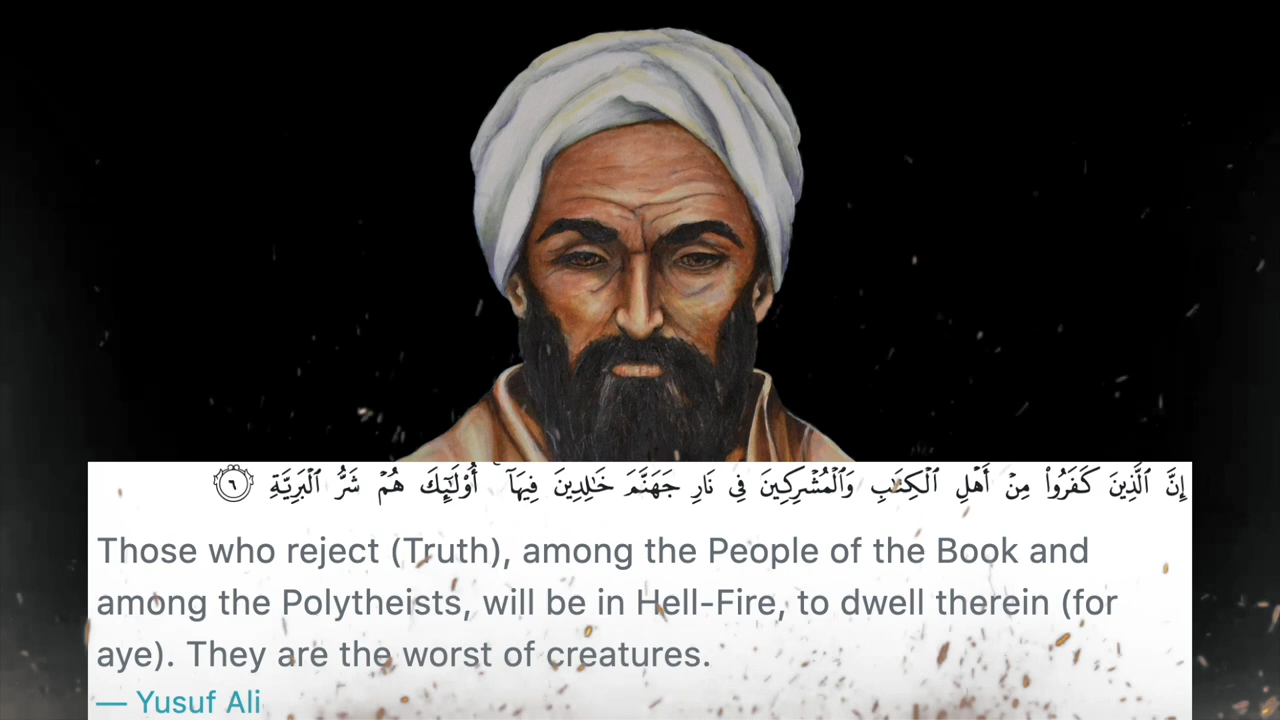 إِنَّ ٱلَّذِينَ كَفَرُوا۟ مِنْ أَهْلِ ٱلْكِتَـٰبِ وَٱلْمُشْرِكِينَ فِى نَارِ جَهَنَّمَ خَـٰلِدِينَ فِيهَآ ۚ أُو۟لَـٰٓئِكَ هُمْ شَرُّ ٱلْبَرِيَّةِ ٦
Those who reject (Truth), among the People of the Book and
among the Polytheists, will be in Hell-Fire, to dwell therein (for
aye). They are the worst of creatures.
— Yusuf Ali